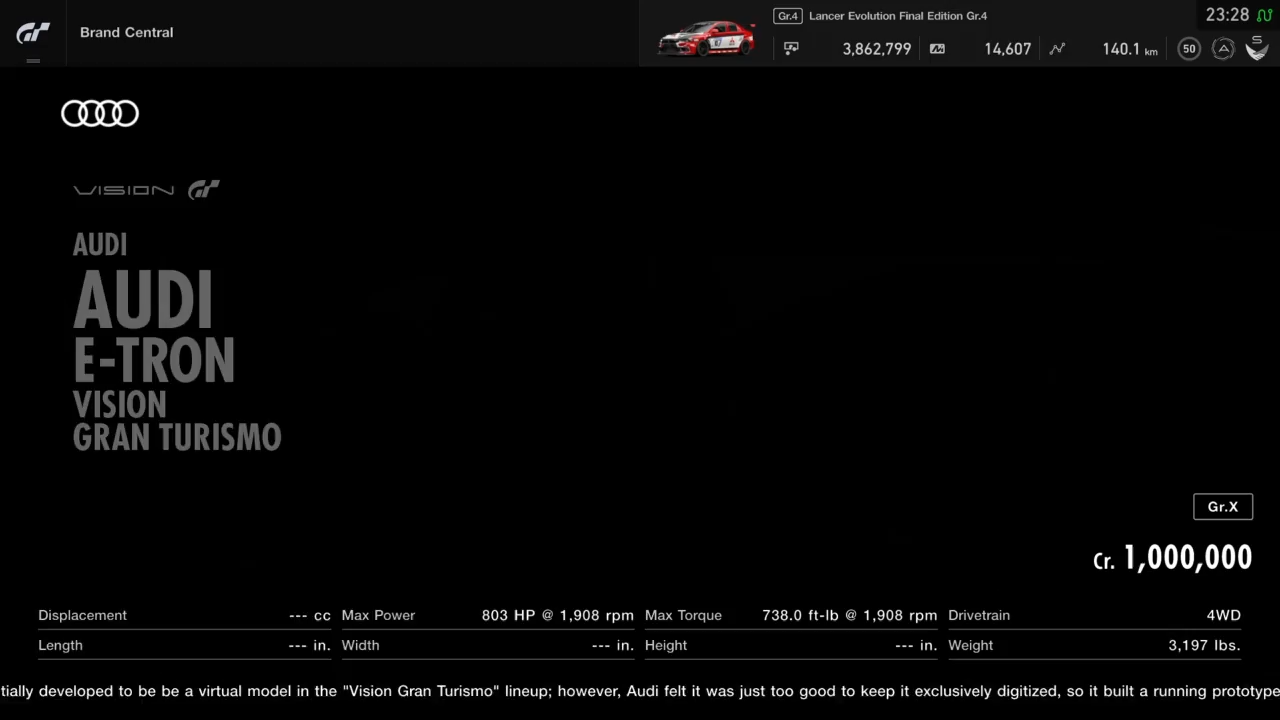 Brand Central
Gr.4 Lancer Evolution Final Edition Gr.4
3,862,799 14,607 140.1 km 50 S
23:28
VISION GT
AUDI
AUDI
E-TRON
VISION
GRAN TURISMO
Gr.X
Cr. 1,000,000
Displacement --- cc Max Power 803 HP @ 1,908 rpm Max Torque 738.0 ft-lb @ 1,908 rpm Drivetrain 4WD
Length --- in. Width --- in. Height --- in. Weight 3,197 lbs.
tially developed to be be a virtual model in the "Vision Gran Turismo" lineup; however, Audi felt it was just too good to keep it exclusively digitized, so it built a running prototype